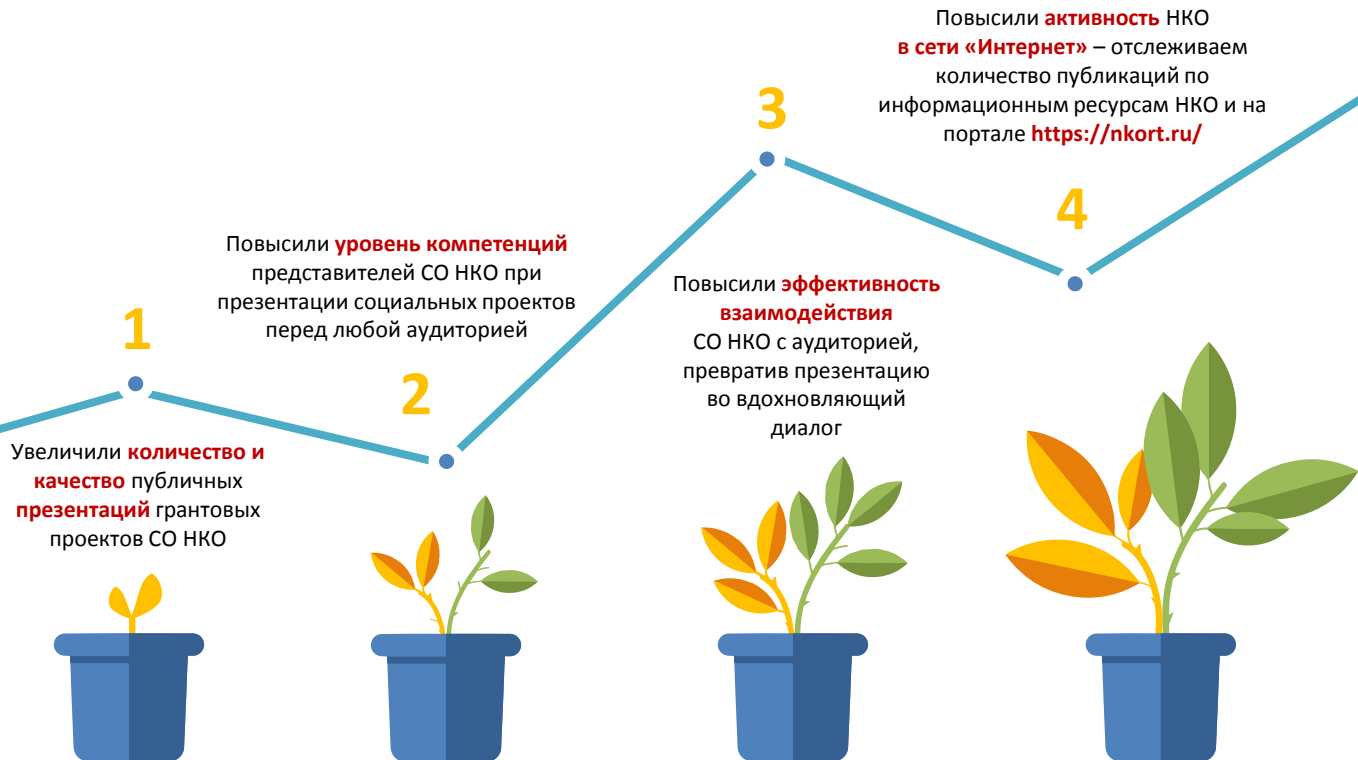 1
Увеличили количество и
качество публичных
презентаций грантовых
проектов СО НКО
2
Повысили уровень компетенций
представителей СО НКО при
презентации социальных проектов
перед любой аудиторией
3
Повысили эффективность
взаимодействия
СО НКО с аудиторией,
превратив презентацию
во вдохновляющий
диалог
4
Повысили активность НКО
в сети «Интернет» – отслеживаем
количество публикаций по
информационным ресурсам НКО и на
портале https://nkort.ru/